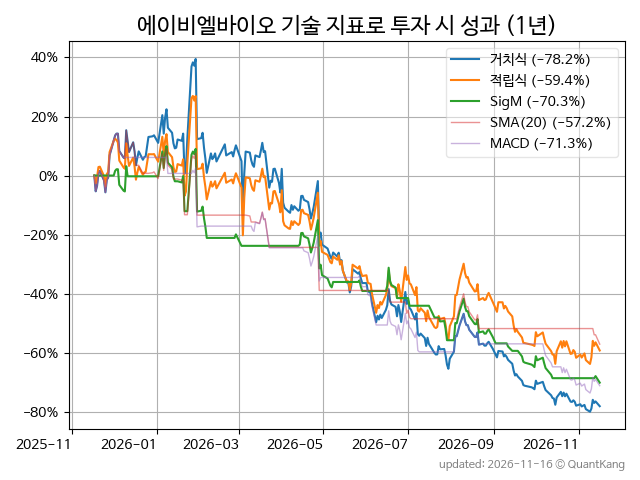 에이비엘바이오 기술 지표로 투자 시 성과 (1년)
거치식 (−78.2%)
적립식 (−59.4%)
SigM (−70.3%)
SMA(20) (−57.2%)
MACD (−71.3%)
40%
20%
0%
−20%
−40%
−60%
−80%
2025-11 2026-01 2026-03 2026-05 2026-07 2026-09 2026-11
updated: 2026-11-16 © QuantKang